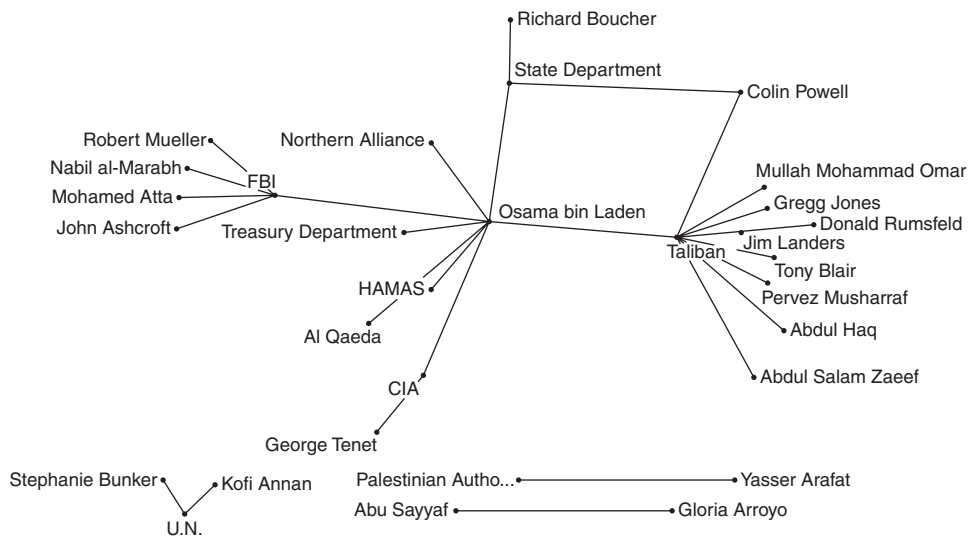 Richard Boucher
State Department
Colin Powell
Robert Mueller
Northern Alliance
Nabil al-Marabh
Mullah Mohammad Omar
FBI
Mohamed Atta
Gregg Jones
Osama bin Laden
Donald Rumsfeld
John Ashcroft
Treasury Department
Jim Landers
Taliban
Tony Blair
HAMAS
Pervez Musharraf
Al Qaeda
Abdul Haq
CIA
Abdul Salam Zaeef
George Tenet
Stephanie Bunker
Kofi Annan
Palestinian Autho...
Yasser Arafat
Abu Sayyaf
Gloria Arroyo
U.N.